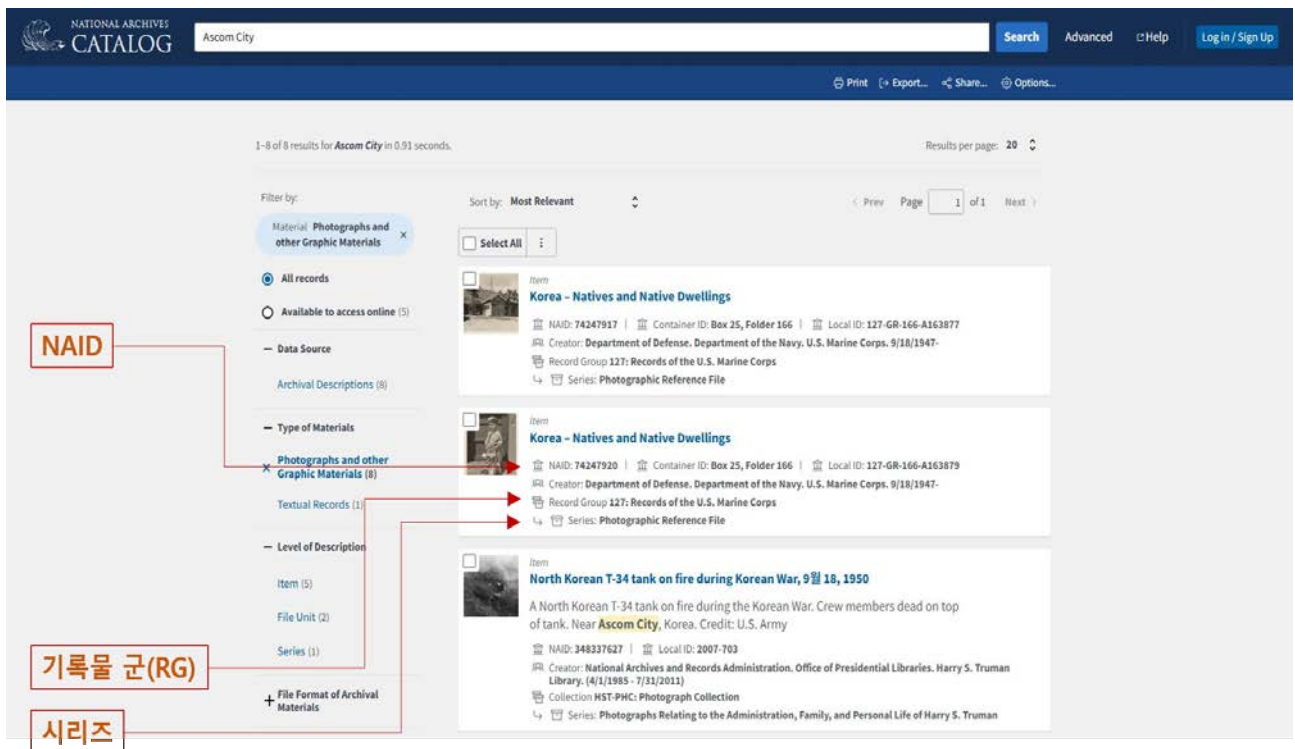 NATIONAL ARCHIVES
CATALOG
Ascom City
Search
Advanced
Help
Log in / Sign Up
Print
Export...
Share...
Options...
1-8 of 8 results for Ascom City in 0.91 seconds.
Results per page: 20
Filter by:
Material Photographs and
other Graphic Materials
All records
Available to access online (5)
– Data Source
Archival Descriptions (8)
– Type of Materials
Photographs and other
Graphic Materials (8)
Textual Records (1)
– Level of Description
Item (5)
File Unit (2)
Series (1)
+ File Format of Archival
Materials
NAID
기록물 군(RG)
시리즈
Sort by: Most Relevant
< Prev Page 1 of 1 Next >
Select All
Item
Korea – Natives and Native Dwellings
NAID: 74247917 | Container ID: Box 25, Folder 166 | Local ID: 127-GR-166-A163877
Creator: Department of Defense. Department of the Navy. U.S. Marine Corps. 9/18/1947-
Record Group 127: Records of the U.S. Marine Corps
Series: Photographic Reference File
Item
Korea – Natives and Native Dwellings
NAID: 74247920 | Container ID: Box 25, Folder 166 | Local ID: 127-GR-166-A163879
Creator: Department of Defense. Department of the Navy. U.S. Marine Corps. 9/18/1947-
Record Group 127: Records of the U.S. Marine Corps
Series: Photographic Reference File
Item
North Korean T-34 tank on fire during Korean War, 9월 18, 1950
A North Korean T-34 tank on fire during the Korean War. Crew members dead on top
of tank. Near Ascom City, Korea. Credit: U.S. Army
NAID: 348337627 | Local ID: 2007-703
Creator: National Archives and Records Administration. Office of Presidential Libraries. Harry S. Truman
Library. (4/1/1985 - 7/31/2011)
Collection HST-PHC: Photograph Collection
Series: Photographs Relating to the Administration, Family, and Personal Life of Harry S. Truman